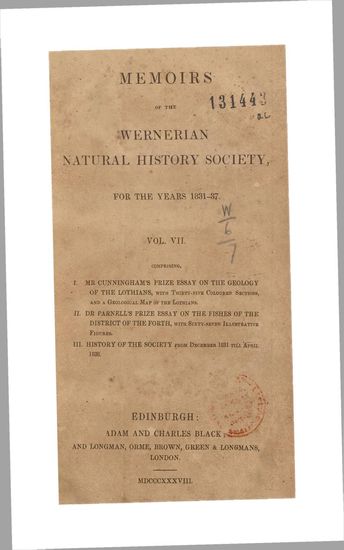 MEMOIRS
OF THE
131443
WERNERIAN
NATURAL HISTORY SOCIETY,
FOR THE YEARS 1831–37.
W
6
7
VOL. VII.
COMPRISING,
I. MR CUNNINGHAM'S PRIZE ESSAY ON THE GEOLOGY
OF THE LOTHIANS, WITH THIRTY-FIVE COLOURED SECTIONS,
AND A GEOLOGICAL MAP OF THE LOTHIANS.
II. DR PARNELL'S PRIZE ESSAY ON THE FISHES OF THE
DISTRICT OF THE FORTH, WITH SIXTY-SEVEN ILLUSTRATIVE
FIGURES.
III. HISTORY OF THE SOCIETY FROM DECEMBER 1831 TILL APRIL
1838.
EDINBURGH:
ADAM AND CHARLES BLACK;
AND LONGMAN, ORME, BROWN, GREEN & LONGMANS,
LONDON.
MDCCCXXXVIII.